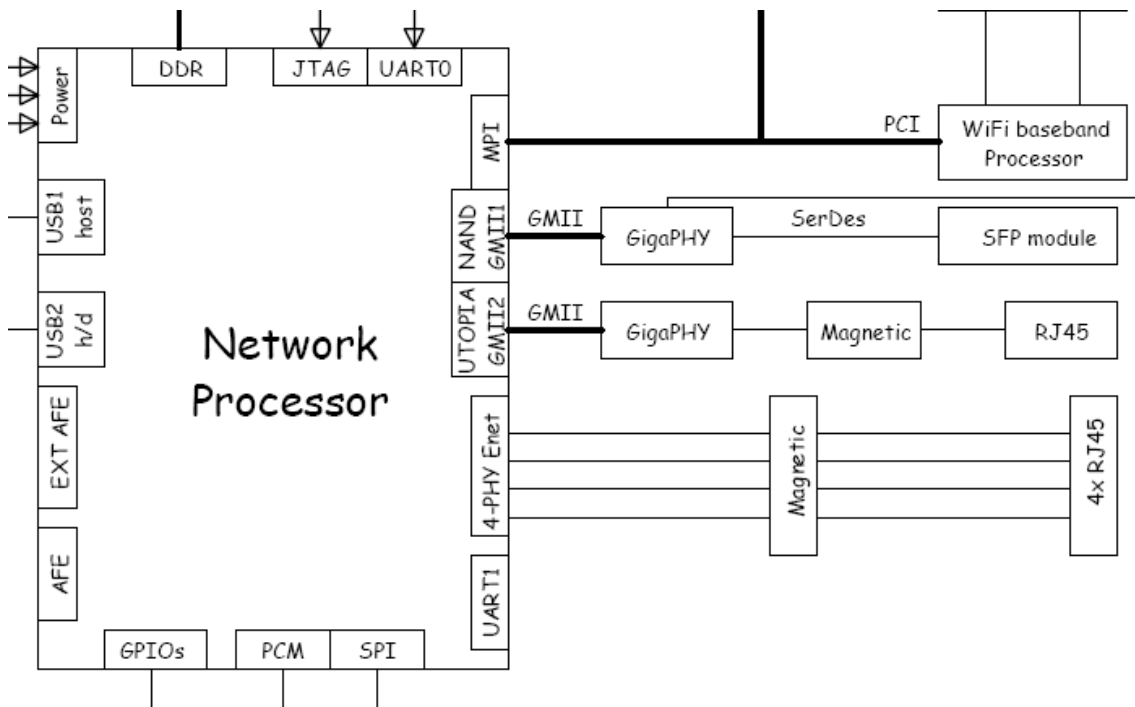 DDR
JTAG
UART0
Power
MPI
PCI
WiFi baseband
Processor
USB1
host
NAND
GMII1
GMII
GigaPHY
SerDes
SFP module
USB2
h/d
UTOPIA
GMII2
GMII
GigaPHY
Magnetic
RJ45
Network
Processor
EXT AFE
4-PHY Enet
Magnetic
4x RJ45
AFE
UART1
GPIOs
PCM
SPI